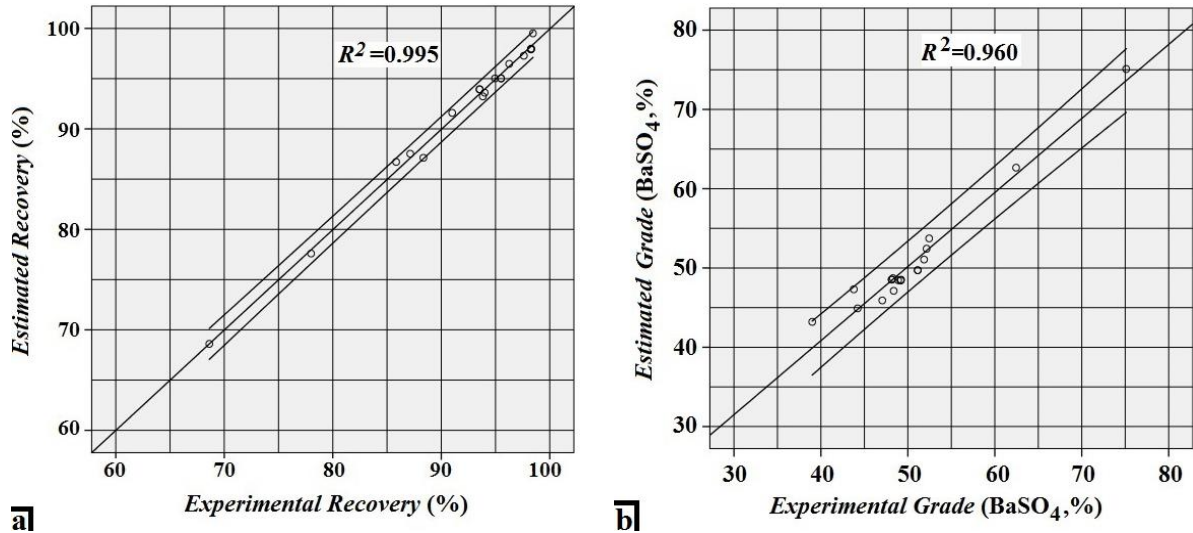 100
90
80
70
60
R²=0.995
Estimated Recovery (%)
60 70 80 90 100
Experimental Recovery (%)
a
80
70
60
50
40
30
R²=0.960
Estimated Grade (BaSO₄,%)
30 40 50 60 70 80
Experimental Grade (BaSO₄,%)
b